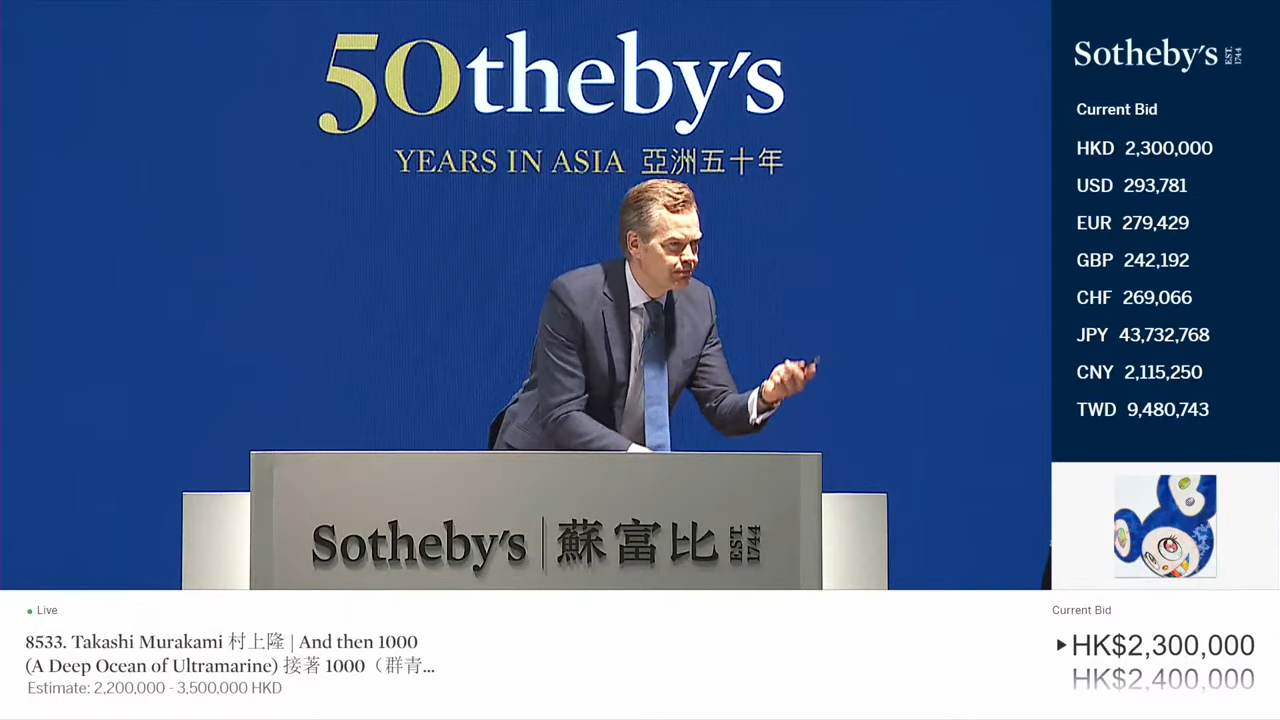 50theby's
YEARS IN ASIA 亞洲五十年
Sotheby's EST. 1744
Current Bid
HKD 2,300,000
USD 293,781
EUR 279,429
GBP 242,192
CHF 269,066
JPY 43,732,768
CNY 2,115,250
TWD 9,480,743
Sotheby's | 蘇富比 EST. 1744
Live
8533. Takashi Murakami 村上隆 | And then 1000
(A Deep Ocean of Ultramarine) 接著 1000（群青...
Estimate: 2,200,000 - 3,500,000 HKD
Current Bid
HK$2,300,000
HK$2,400,000